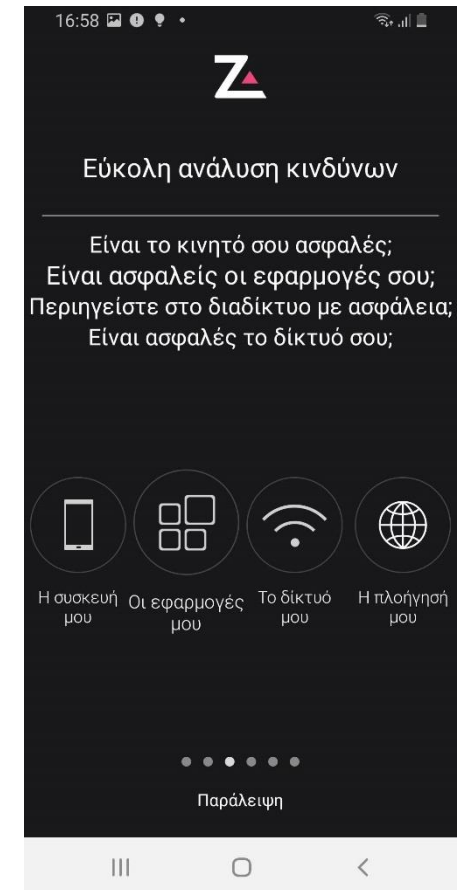 16:58
Z
Εύκολη ανάλυση κινδύνων
Είναι το κινητό σου ασφαλές;
Είναι ασφαλείς οι εφαρμογές σου;
Περιηγείστε στο διαδίκτυο με ασφάλεια;
Είναι ασφαλές το δίκτυό σου;
Η συσκευή
μου
Οι εφαρμογές
μου
Το δίκτυό
μου
Η πλοήγησή
μου
Παράλειψη